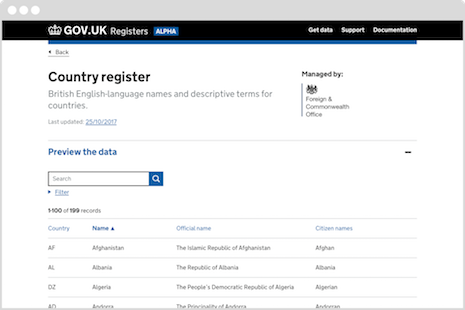 GOV.UK Registers ALPHA Get data Support Documentation
Back
Country register
British English-language names and descriptive terms for
countries.
Last updated: 25/10/2017
Managed by:
Foreign &
Commonwealth
Office
Preview the data
Search
Filter
1-100 of 199 records
Country Name ▲ Official name Citizen names
AF Afghanistan The Islamic Republic of Afghanistan Afghan
AL Albania The Republic of Albania Albanian
DZ Algeria The People's Democratic Republic of Algeria Algerian
AD Andorra The Principality of Andorra Andorran